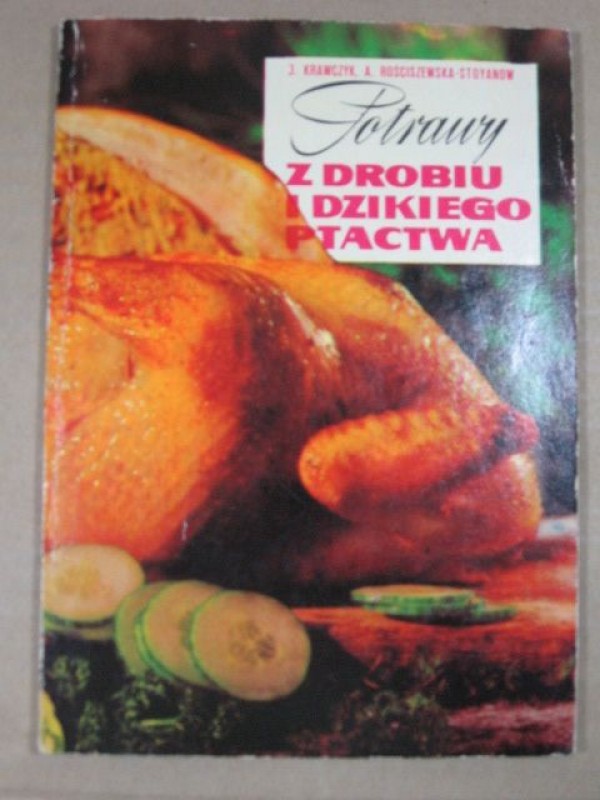 J. KRAWCZYK, A. ROŚCISZEWSKA-STOYANOW
Potrawy
Z DROBIU
I DZIKIEGO
PTACTWA